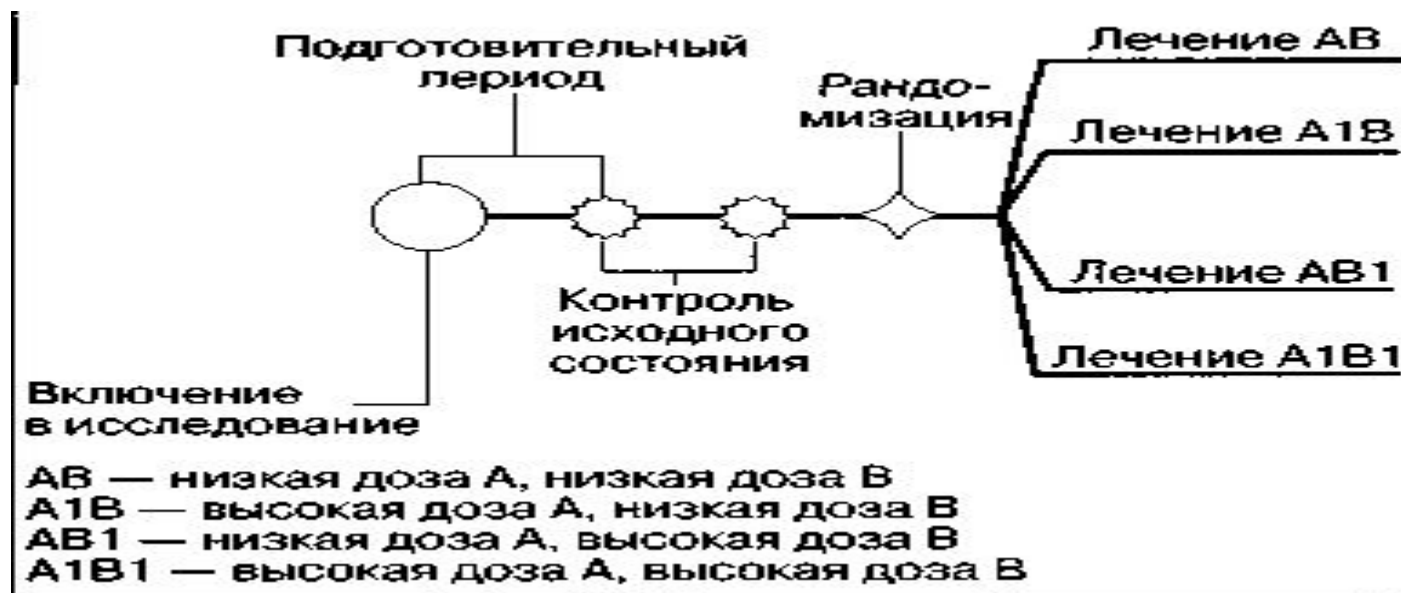 Подготовительный
период
Рандо-
мизация
Лечение АВ
Лечение А1В
Лечение АВ1
Лечение А1В1
Контроль
исходного
состояния
Включение
в исследование
АВ — низкая доза А, низкая доза В
А1В — высокая доза А, низкая доза В
АВ1 — низкая доза А, высокая доза В
А1В1 — высокая доза А, высокая доза В